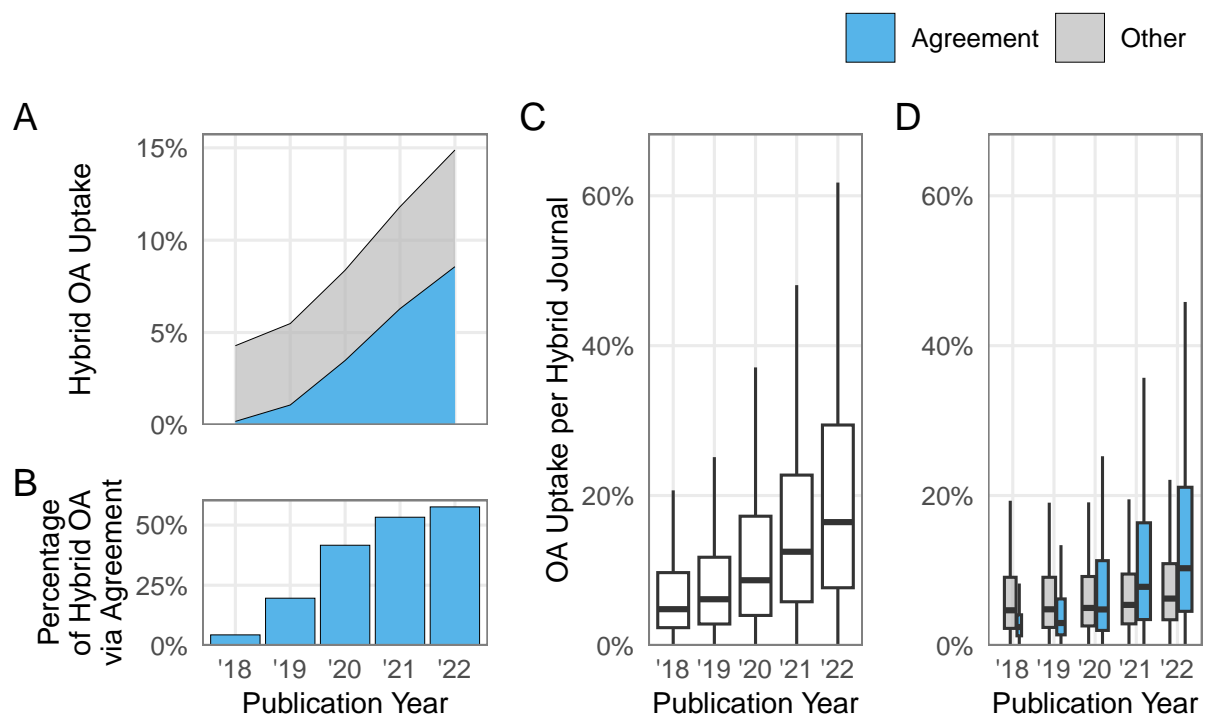 Agreement
Other
A
Hybrid OA Uptake
15%
10%
5%
0%
B
Percentage
of Hybrid OA
via Agreement
50%
25%
0%
'18 '19 '20 '21 '22
Publication Year
C
OA Uptake per Hybrid Journal
60%
40%
20%
0%
'18 '19 '20 '21 '22
Publication Year
D
60%
40%
20%
0%
'18 '19 '20 '21 '22
Publication Year